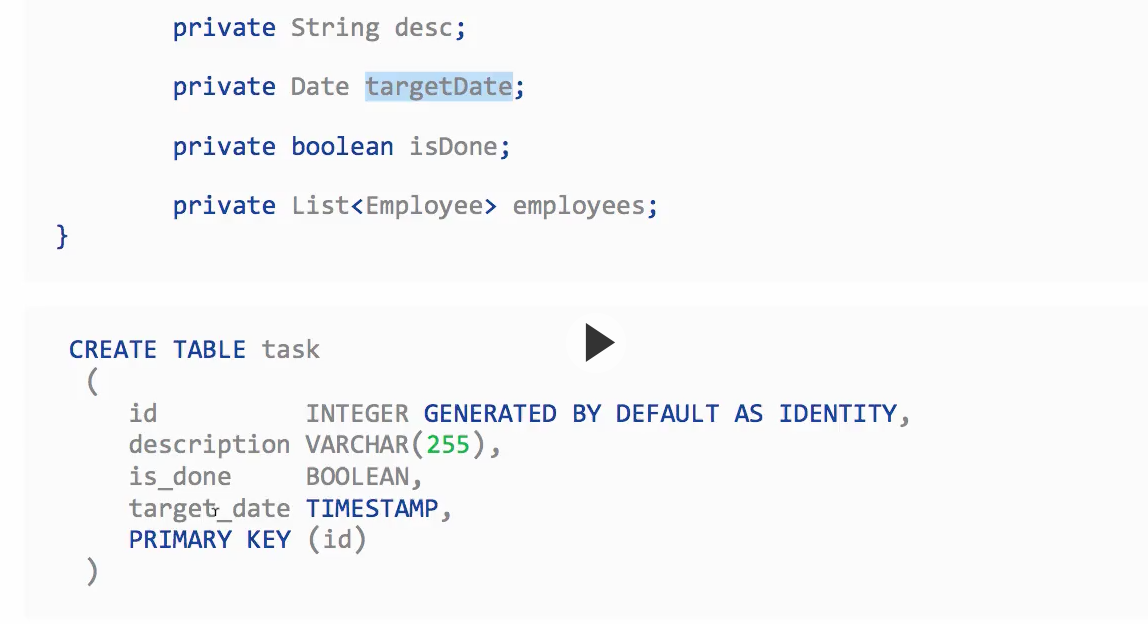 private String desc;
private Date targetDate;
private boolean isDone;
private List<Employee> employees;
}
CREATE TABLE task
(
id INTEGER GENERATED BY DEFAULT AS IDENTITY,
description VARCHAR(255),
is_done BOOLEAN,
target_date TIMESTAMP,
PRIMARY KEY (id)
)